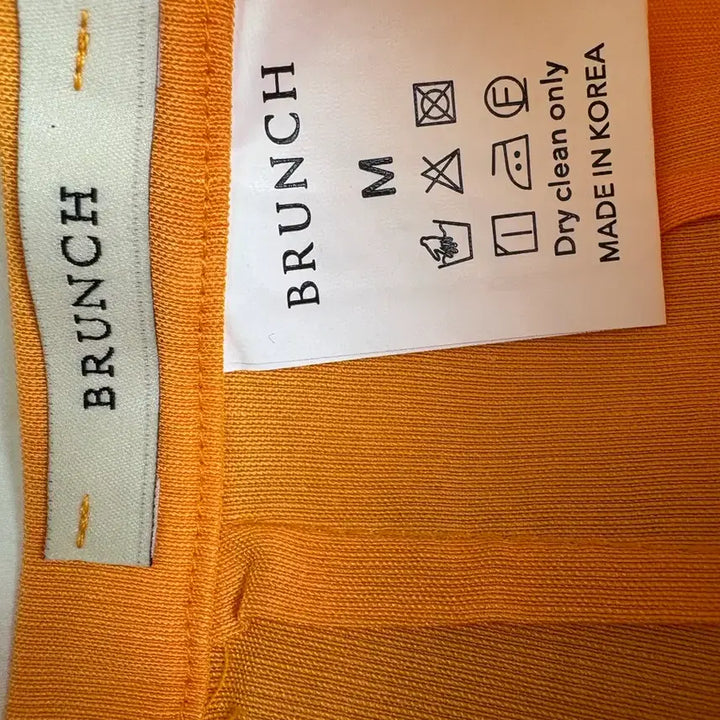 BRUNCH
BRUNCH
M
F
Dry clean only
MADE IN KOREA